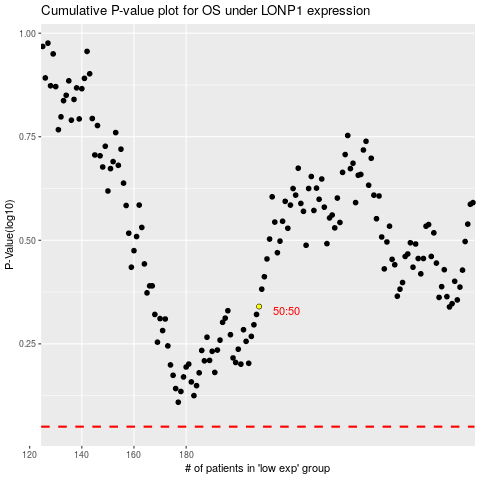 Cumulative P-value plot for OS under LONP1 expression
P-Value(log10)
1.00
0.75
0.50
0.25
50:50
120 140 160 180
# of patients in 'low exp' group